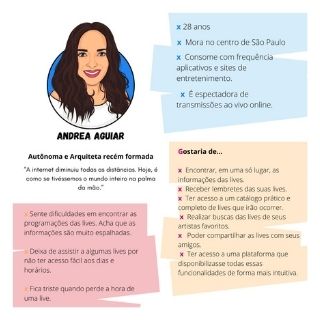 x 28 anos
x Mora no centro de São Paulo
x Consome com frequência
aplicativos e sites de
entretenimento.
x É espectadora de
transmissões ao vivo online.
ANDREA AGUIAR
Autônoma e Arquiteta recém formada
"A internet diminuiu todas as distâncias. Hoje, é
como se tivéssemos o mundo inteiro na palma
da mão."
x Sente dificuldades em encontrar as
programações das lives. Acha que as
informações são muito espalhadas.
x Deixa de assistir a algumas lives por
não ter acesso fácil aos dias e
horários.
x Fica triste quando perde a hora de
uma live.
Gostaria de...
x Encontrar, em uma só lugar, as
informações das lives.
x Receber lembretes das suas lives.
x Ter acesso a um catálogo prático e
completo de lives que irão ocorrer.
x Realizar buscas das lives de seus
artistas favoritos.
x Poder compartilhar as lives com seus
amigos.
x Ter acesso a uma plataforma que
disponibilizasse todas essas
funcionalidades de forma mais intuitiva.